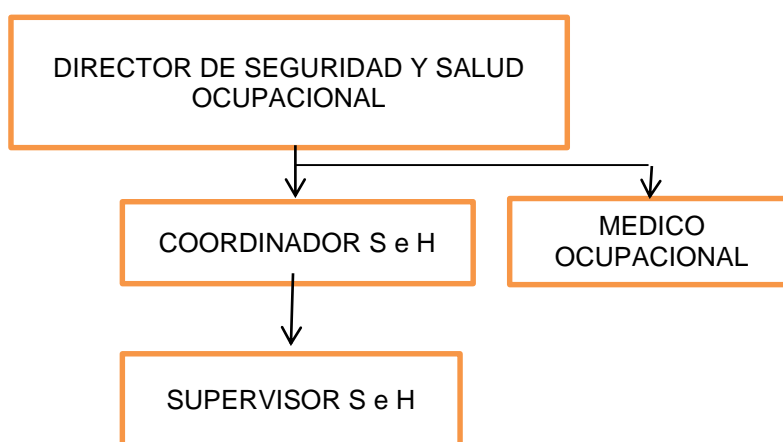 DIRECTOR DE SEGURIDAD Y SALUD
OCUPACIONAL
COORDINADOR S e H
MEDICO
OCUPACIONAL
SUPERVISOR S e H